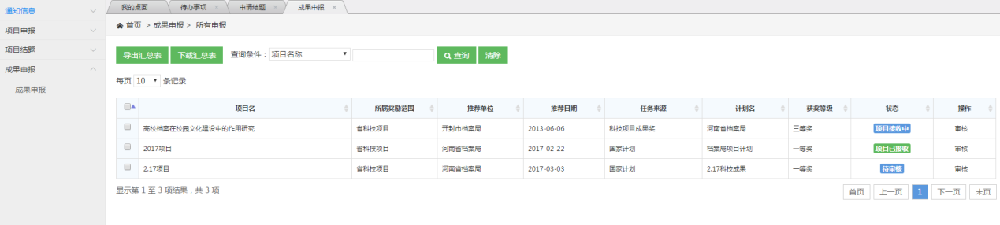 通知信息
项目申报
项目结题
成果申报
成果申报
我的桌面 待办事项 × 申请结题 × 成果申报 ×
首页 > 成果申报 > 所有申报
导出汇总表 下载汇总表 查询条件： 项目名称 查询 清除
每页 10 条记录
项目名 所属奖励范围 推荐单位 推荐日期 任务来源 计划名 获奖等级 状态 操作
高校档案在校园文化建设中的作用研究 省科技项目 开封市档案局 2013-06-06 科技项目成果奖 河南省档案局 三等奖 项目接收中 审核
2017项目 省科技项目 河南省档案局 2017-02-22 国家计划 档案局项目计划 一等奖 项目已接收 审核
2.17项目 省科技项目 河南省档案局 2017-03-03 国家计划 2.17科技成果 一等奖 待审核 审核
显示第 1 至 3 项结果，共 3 项
首页 上一页 1 下一页 末页